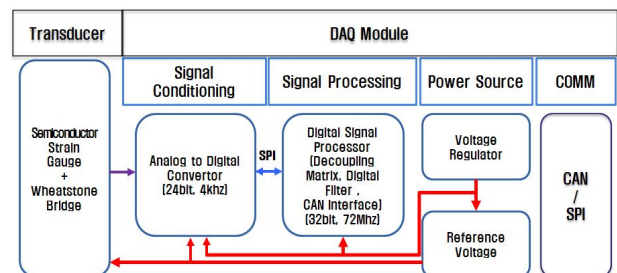 Transducer
DAQ Module
Signal
Conditioning
Signal Processing
Power Source
COMM
Semiconductor
Strain
Gauge
+
Wheatstone
Bridge
Analog to Digital
Convertor
(24bit, 4khz)
SPI
Digital Signal
Processor
(Decoupling
Matrix, Digital
Filter ,
CAN Interface)
(32bit, 72Mhz)
Voltage
Regulator
Reference
Voltage
CAN
/
SPI